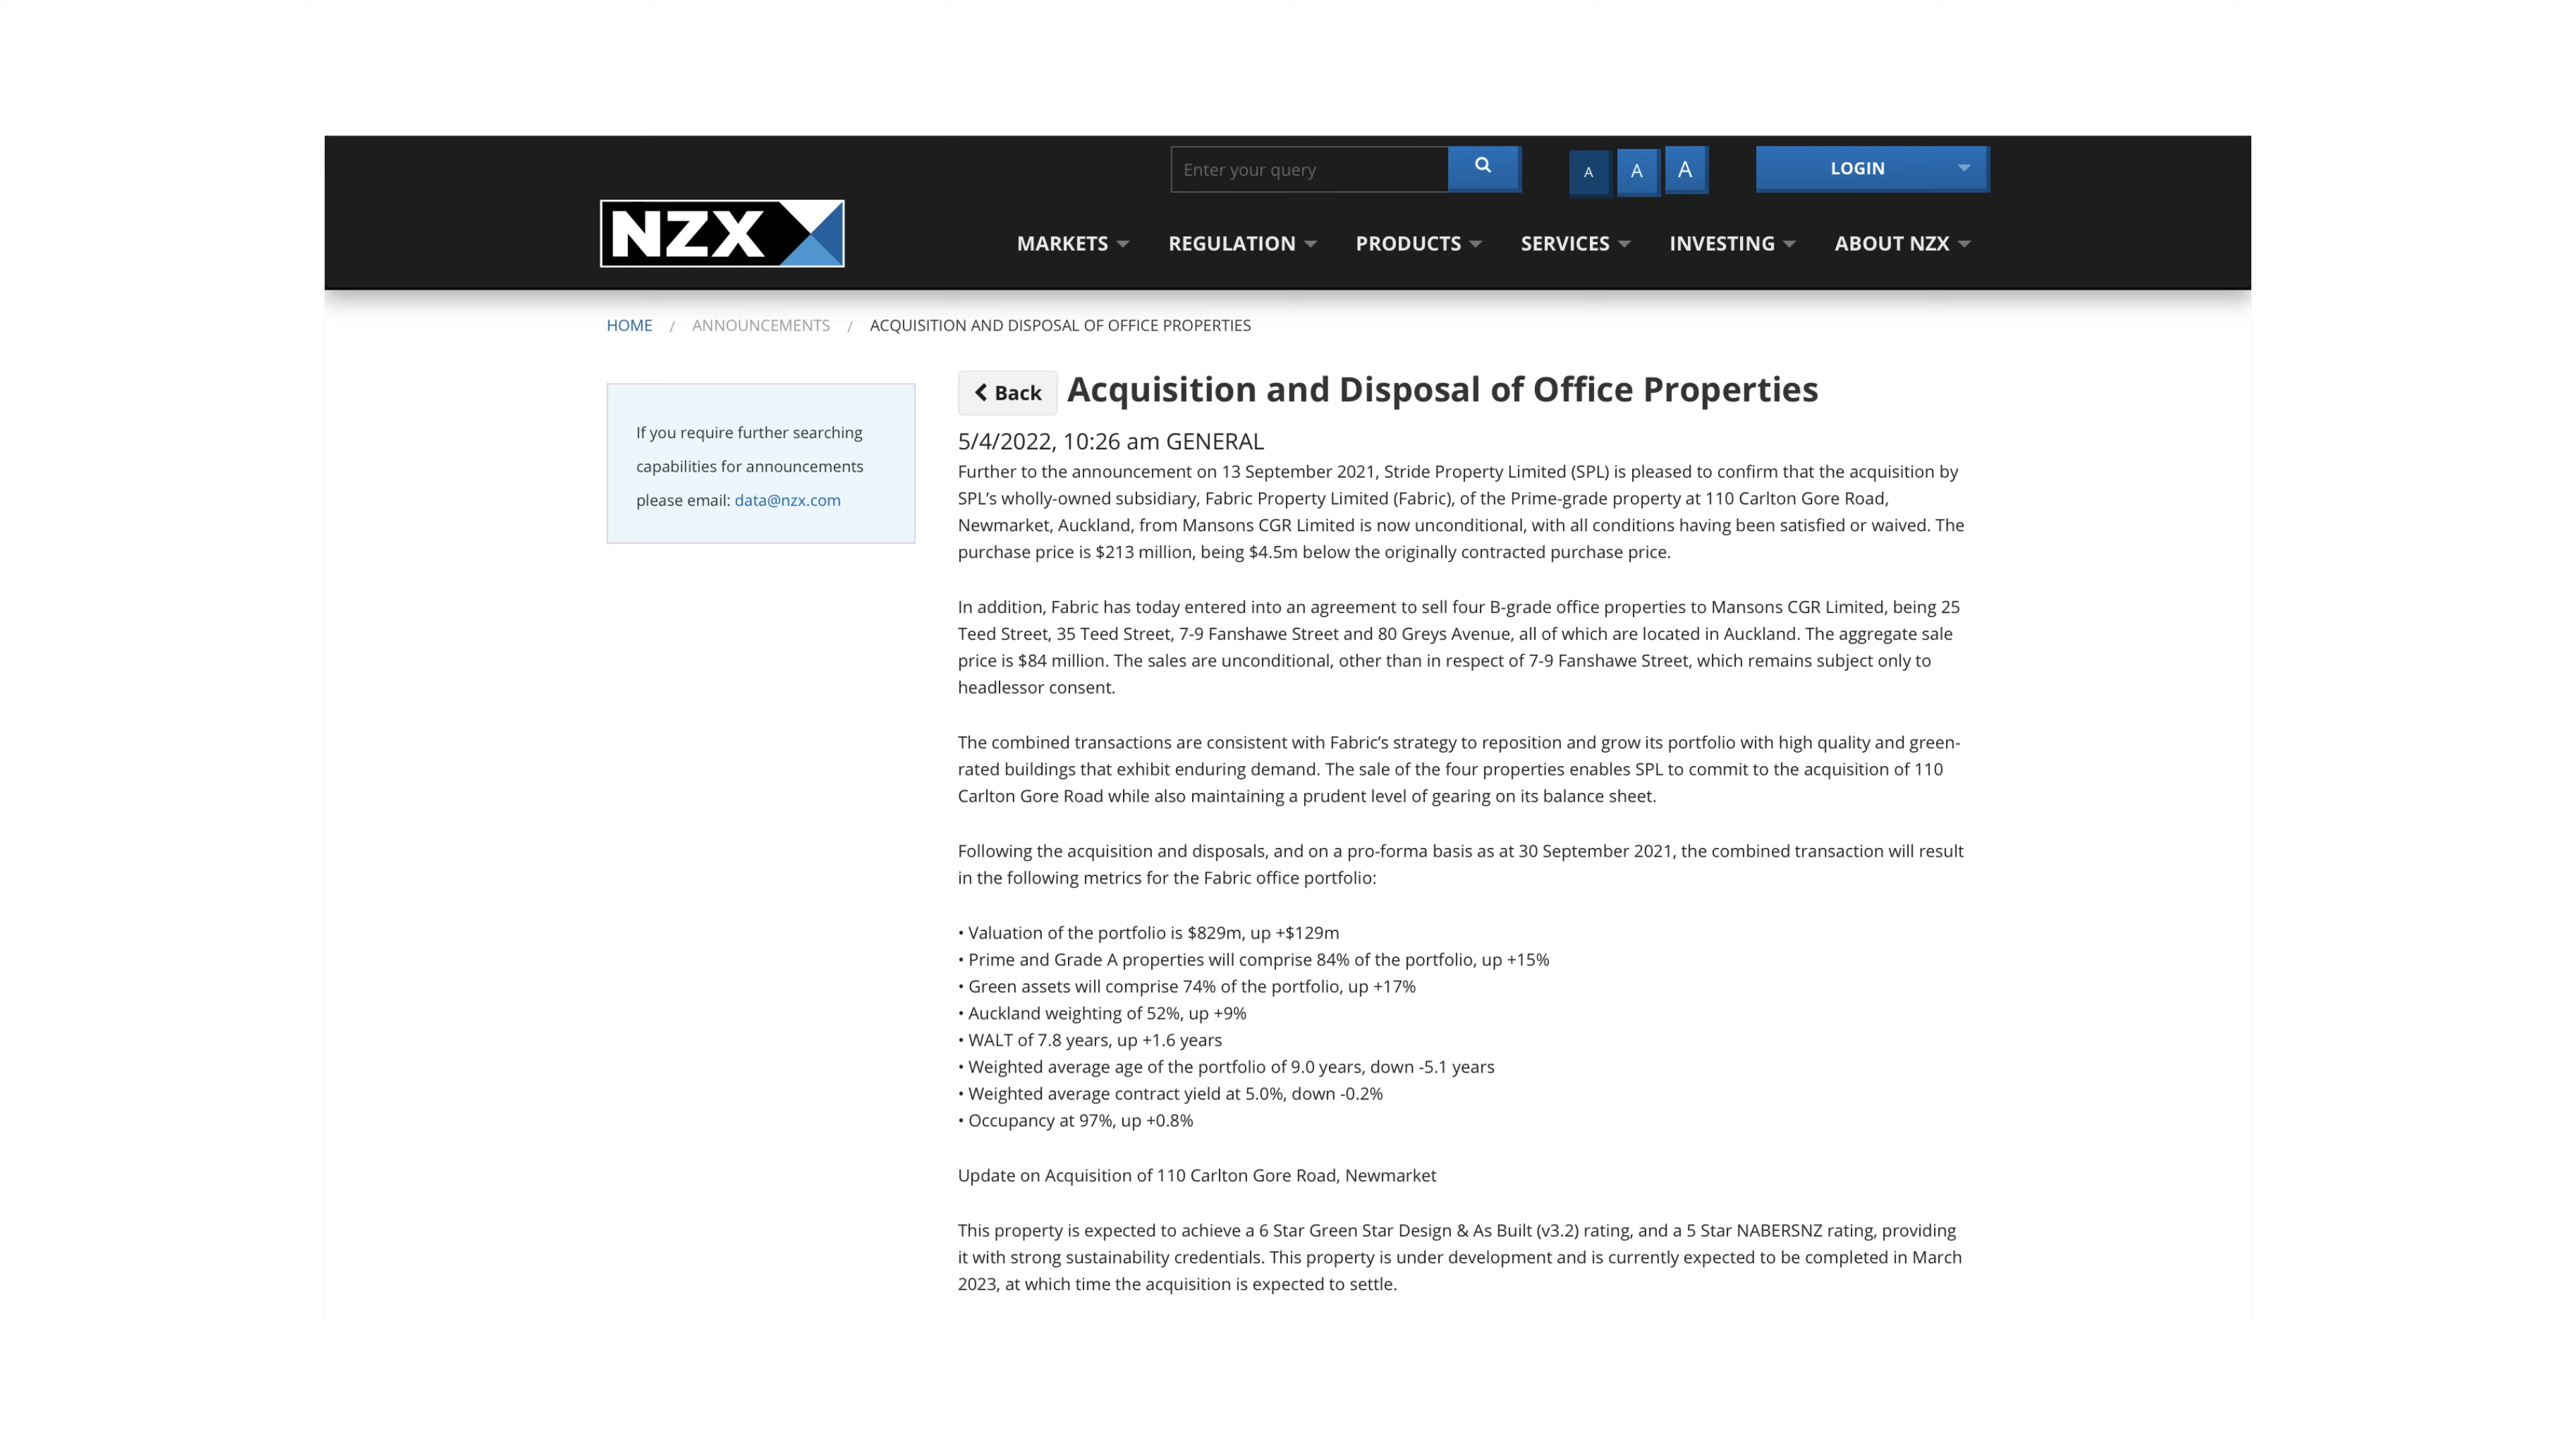 Enter your query
A
A
A
LOGIN
NZX
MARKETS
REGULATION
PRODUCTS
SERVICES
INVESTING
ABOUT NZX
HOME / ANNOUNCEMENTS / ACQUISITION AND DISPOSAL OF OFFICE PROPERTIES
If you require further searching
capabilities for announcements
please email: data@nzx.com
Back
Acquisition and Disposal of Office Properties
5/4/2022, 10:26 am GENERAL
Further to the announcement on 13 September 2021, Stride Property Limited (SPL) is pleased to confirm that the acquisition by
SPL’s wholly-owned subsidiary, Fabric Property Limited (Fabric), of the Prime-grade property at 110 Carlton Gore Road,
Newmarket, Auckland, from Mansons CGR Limited is now unconditional, with all conditions having been satisfied or waived. The
purchase price is $213 million, being $4.5m below the originally contracted purchase price.
In addition, Fabric has today entered into an agreement to sell four B-grade office properties to Mansons CGR Limited, being 25
Teed Street, 35 Teed Street, 7-9 Fanshawe Street and 80 Greys Avenue, all of which are located in Auckland. The aggregate sale
price is $84 million. The sales are unconditional, other than in respect of 7-9 Fanshawe Street, which remains subject only to
headlessor consent.
The combined transactions are consistent with Fabric’s strategy to reposition and grow its portfolio with high quality and green-
rated buildings that exhibit enduring demand. The sale of the four properties enables SPL to commit to the acquisition of 110
Carlton Gore Road while also maintaining a prudent level of gearing on its balance sheet.
Following the acquisition and disposals, and on a pro-forma basis as at 30 September 2021, the combined transaction will result
in the following metrics for the Fabric office portfolio:
• Valuation of the portfolio is $829m, up +$129m
• Prime and Grade A properties will comprise 84% of the portfolio, up +15%
• Green assets will comprise 74% of the portfolio, up +17%
• Auckland weighting of 52%, up +9%
• WALT of 7.8 years, up +1.6 years
• Weighted average age of the portfolio of 9.0 years, down -5.1 years
• Weighted average contract yield at 5.0%, down -0.2%
• Occupancy at 97%, up +0.8%
Update on Acquisition of 110 Carlton Gore Road, Newmarket
This property is expected to achieve a 6 Star Green Star Design & As Built (v3.2) rating, and a 5 Star NABERSNZ rating, providing
it with strong sustainability credentials. This property is under development and is currently expected to be completed in March
2023, at which time the acquisition is expected to settle.